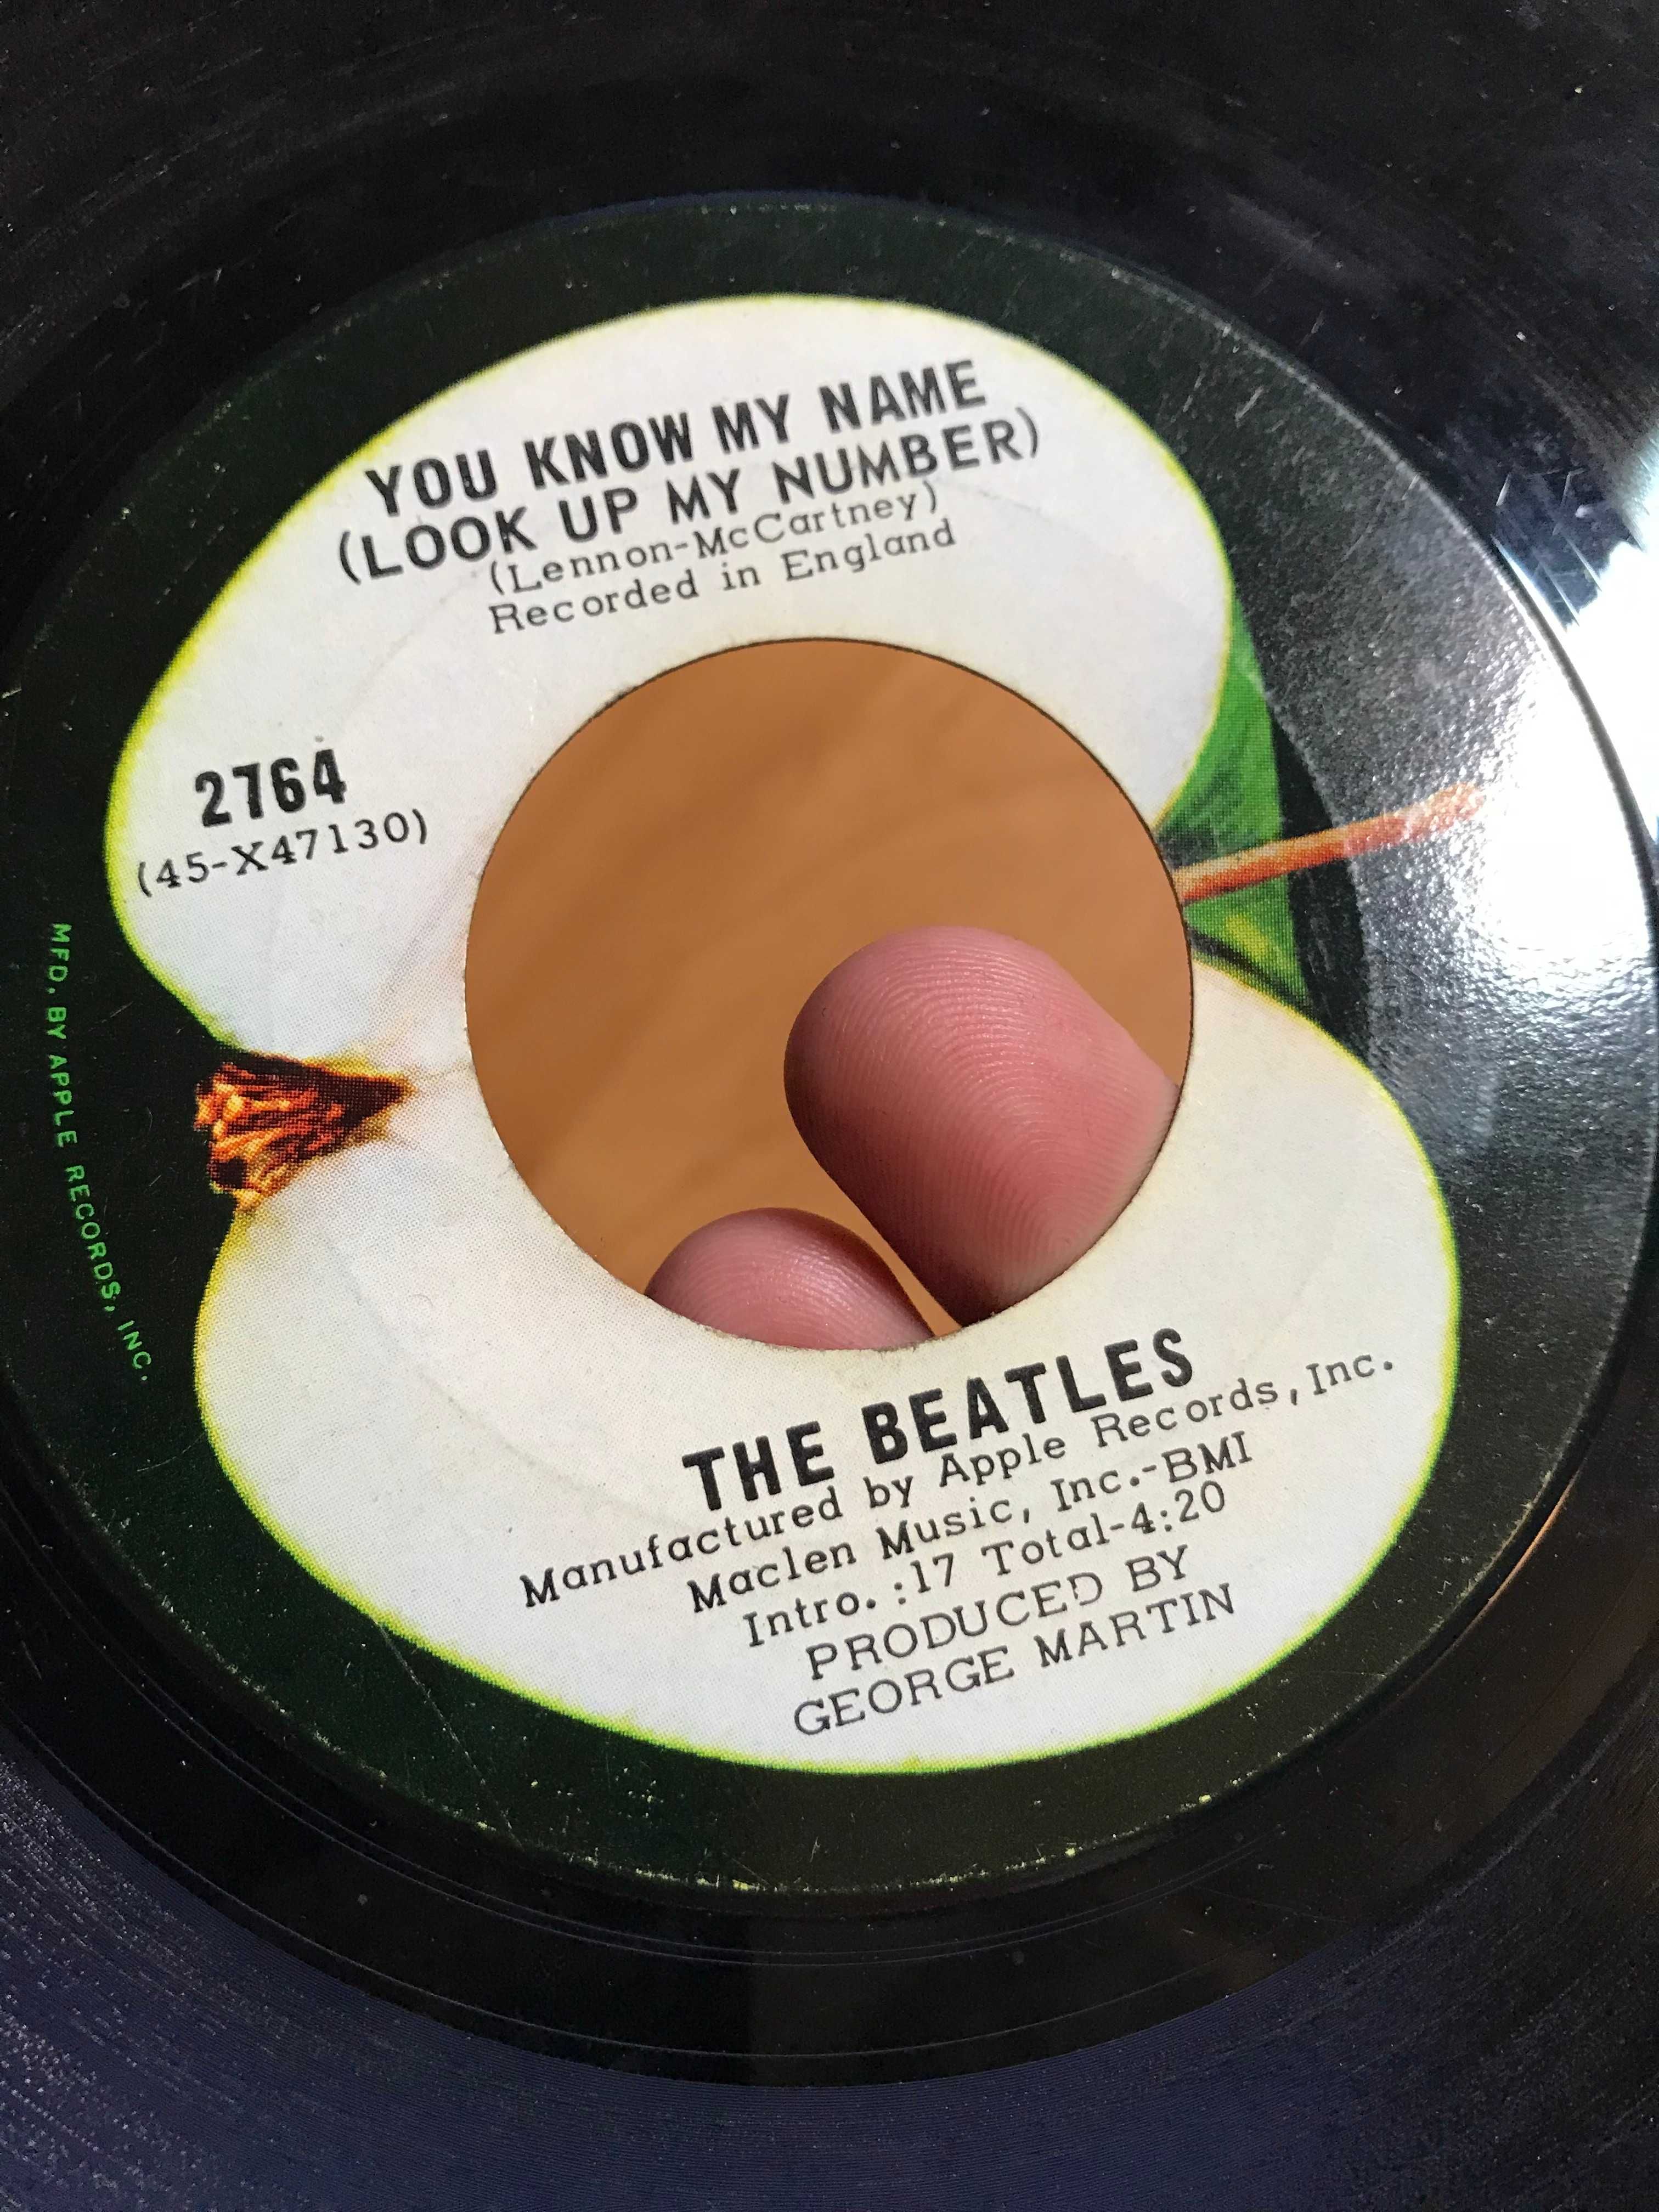 YOU KNOW MY NAME
(LOOK UP MY NUMBER)
(Lennon-McCartney)
Recorded in England
2764
(45-X47130)
MFD. BY APPLE RECORDS, INC.
THE BEATLES
Manufactured by Apple Records, Inc.
Maclen Music, Inc.-BMI
Intro. :17 Total-4:20
PRODUCED BY
GEORGE MARTIN